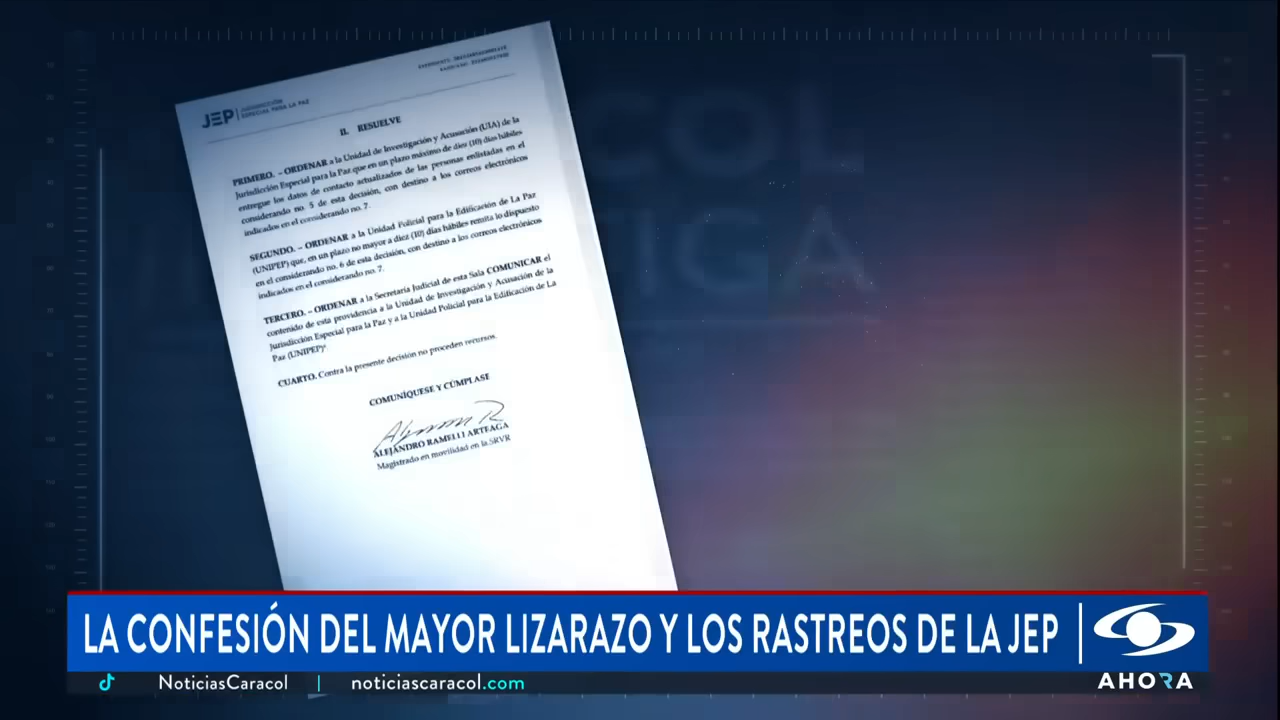 JEP | JURISDICCIÓN
ESPECIAL PARA LA PAZ
II. RESUELVE
PRIMERO. – ORDENAR a la Unidad de Investigación y Acusación (UIA) de la
Jurisdicción Especial para la Paz que en un plazo máximo de diez (10) días hábiles
entregue los datos de contacto actualizados de las personas enlistadas en el
considerando no. 5 de esta decisión, con destino a los correos electrónicos
indicados en el considerando no. 7.
SEGUNDO. – ORDENAR a la Unidad Policial para la Edificación de La Paz
(UNIPEP) que, en un plazo no mayor a diez (10) días hábiles remita lo dispuesto
en el considerando no. 6 de esta decisión, con destino a los correos electrónicos
indicados en el considerando no. 7.
TERCERO. – ORDENAR a la Secretaría Judicial de esta Sala COMUNICAR el
contenido de esta providencia a la Unidad de Investigación y Acusación de la
Jurisdicción Especial para la Paz y a la Unidad Policial para la Edificación de La
Paz (UNIPEP)
CUARTO. Contra la presente decisión no proceden recursos.
COMUNÍQUESE Y CÚMPLASE
ALEJANDRO RAMELLI ARTEAGA
Magistrado en movilidad en la SRVR
LA CONFESIÓN DEL MAYOR LIZARAZO Y LOS RASTREOS DE LA JEP
NoticiasCaracol | noticiascaracol.com
AHORA